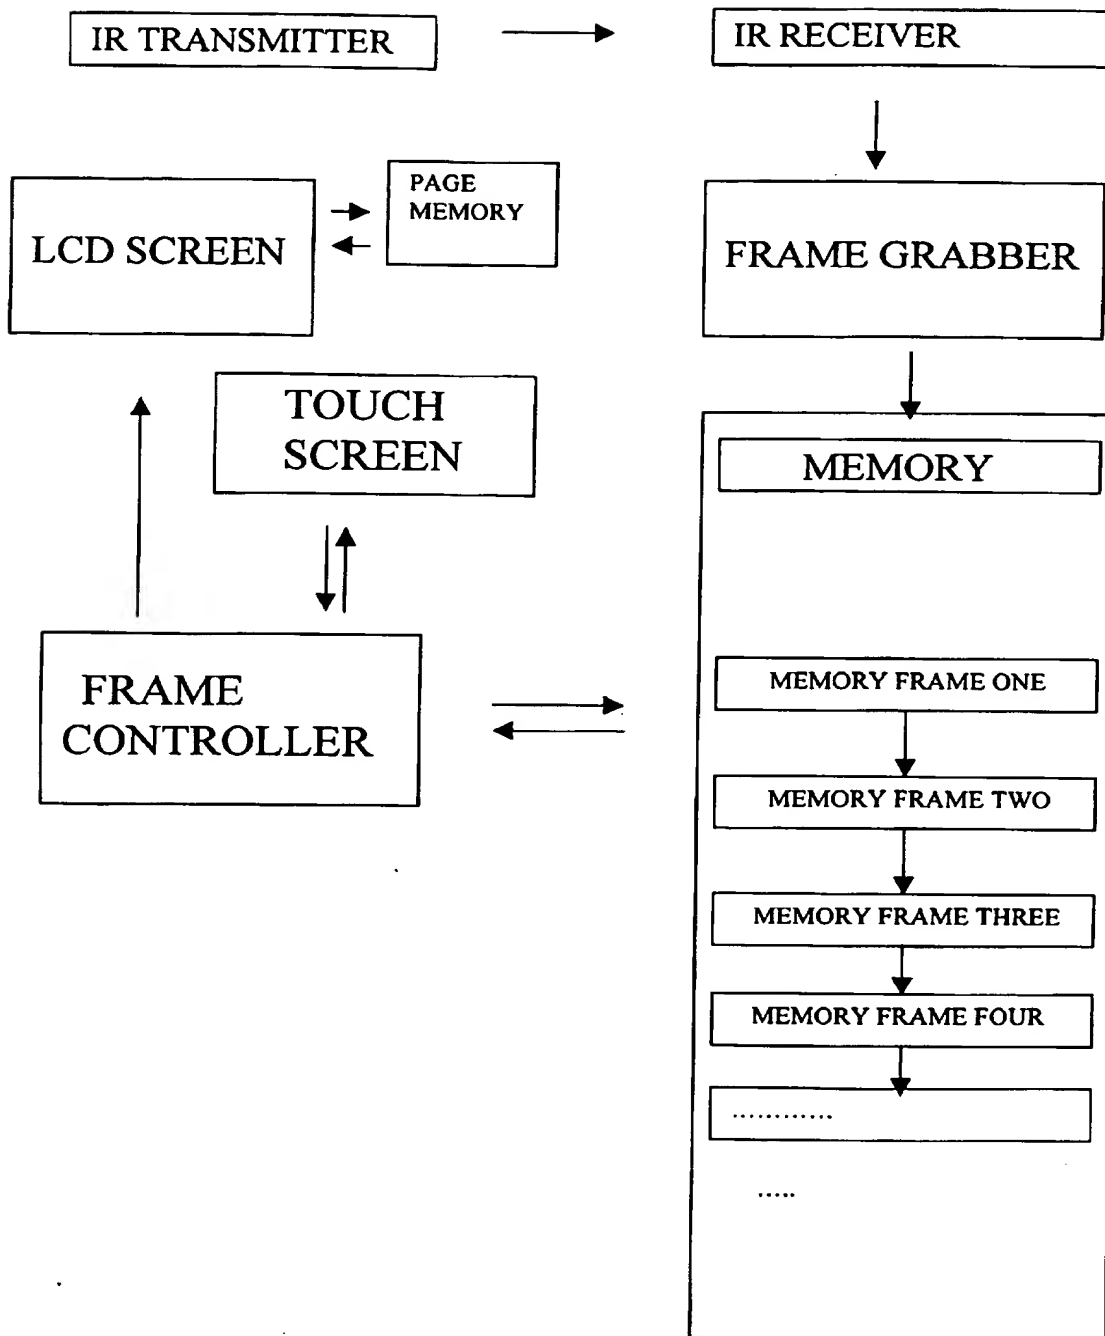 IR TRANSMITTER
IR RECEIVER
PAGE
MEMORY
LCD SCREEN
FRAME GRABBER
TOUCH
SCREEN
MEMORY
FRAME
CONTROLLER
MEMORY FRAME ONE
MEMORY FRAME TWO
MEMORY FRAME THREE
MEMORY FRAME FOUR
............
.....